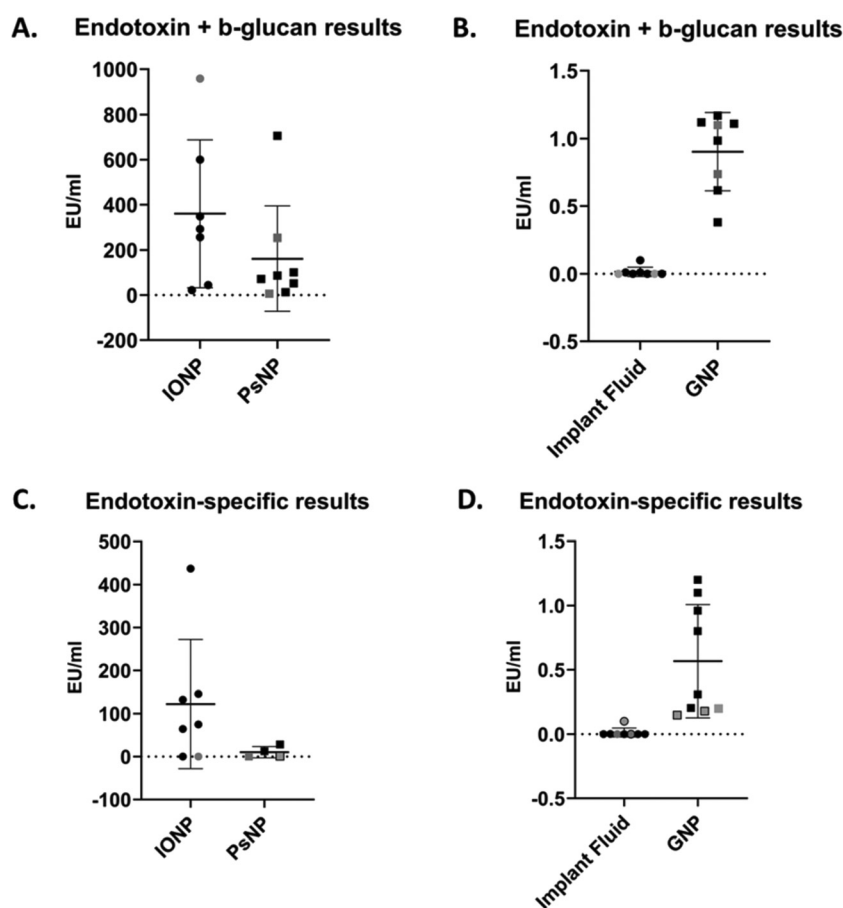 A. Endotoxin + b-glucan results
EU/ml
1000
800
600
400
200
0
-200
IONP
PsNP
B. Endotoxin + b-glucan results
EU/ml
1.5
1.0
0.5
0.0
-0.5
Implant Fluid
GNP
C. Endotoxin-specific results
EU/ml
500
400
300
200
100
0
-100
IONP
PsNP
D. Endotoxin-specific results
EU/ml
1.5
1.0
0.5
0.0
-0.5
Implant Fluid
GNP